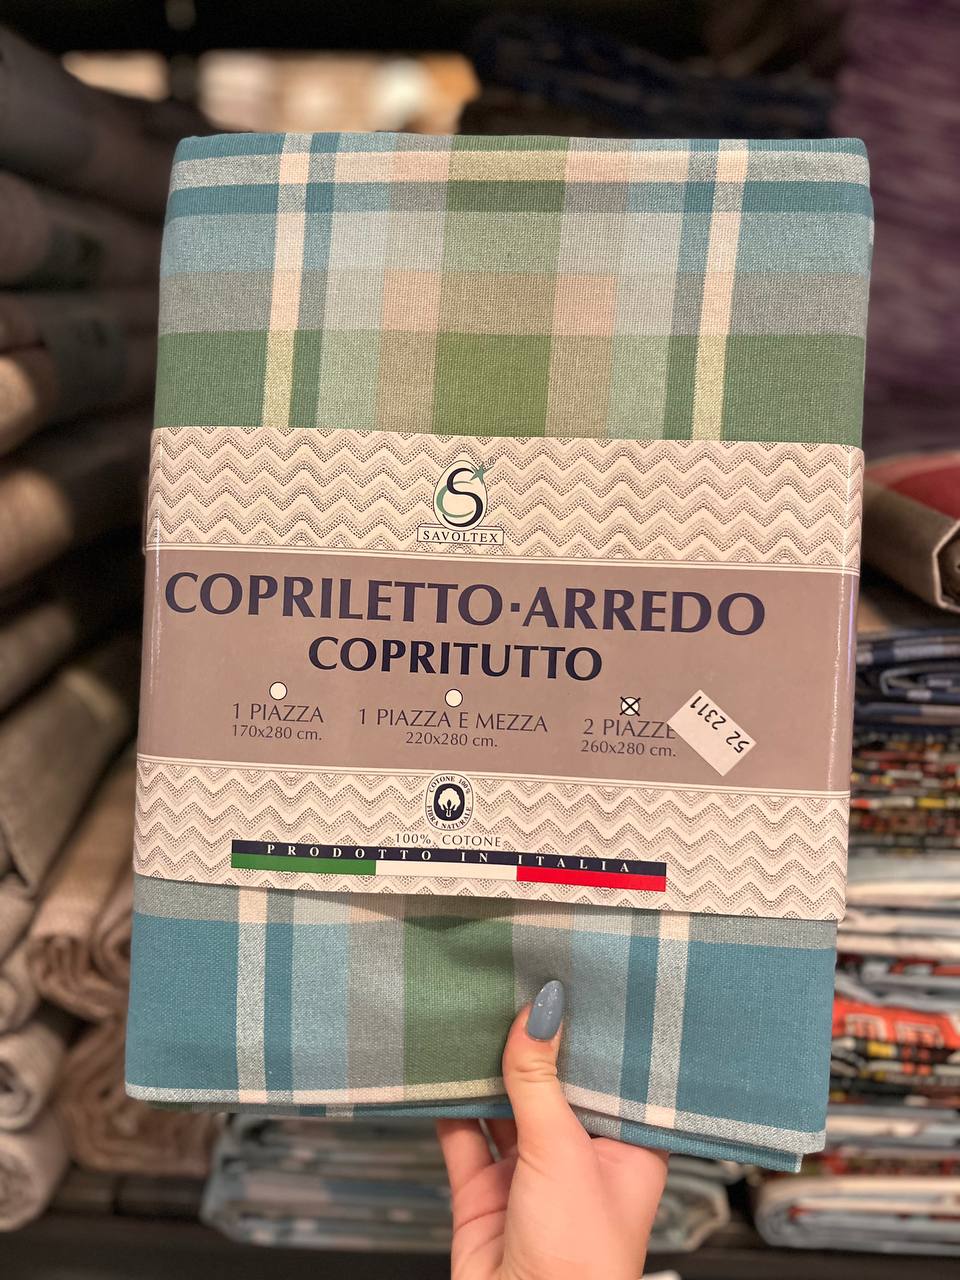 SAVOLTEX
COPRILETTO·ARREDO
COPRITUTTO
1 PIAZZA
170x280 cm.
1 PIAZZA E MEZZA
220x280 cm.
2 PIAZZE
260x280 cm.
52 2311
COTONE 100%
FIBRA NATURALE
100% COTONE
PRODOTTO IN ITALIA